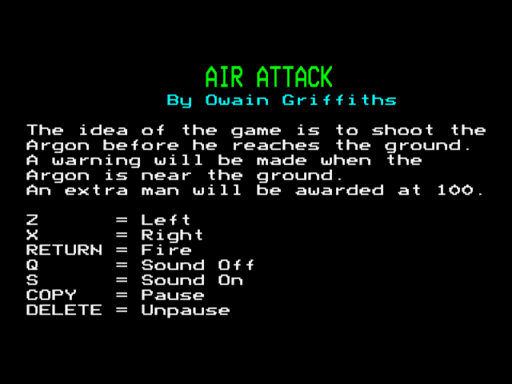 AIR ATTACK
By Owain Griffiths
The idea of the game is to shoot the
Argon before he reaches the ground.
A warning will be made when the
Argon is near the ground.
An extra man will be awarded at 100.
Z = Left
X = Right
RETURN = Fire
Q = Sound Off
S = Sound On
COPY = Pause
DELETE = Unpause